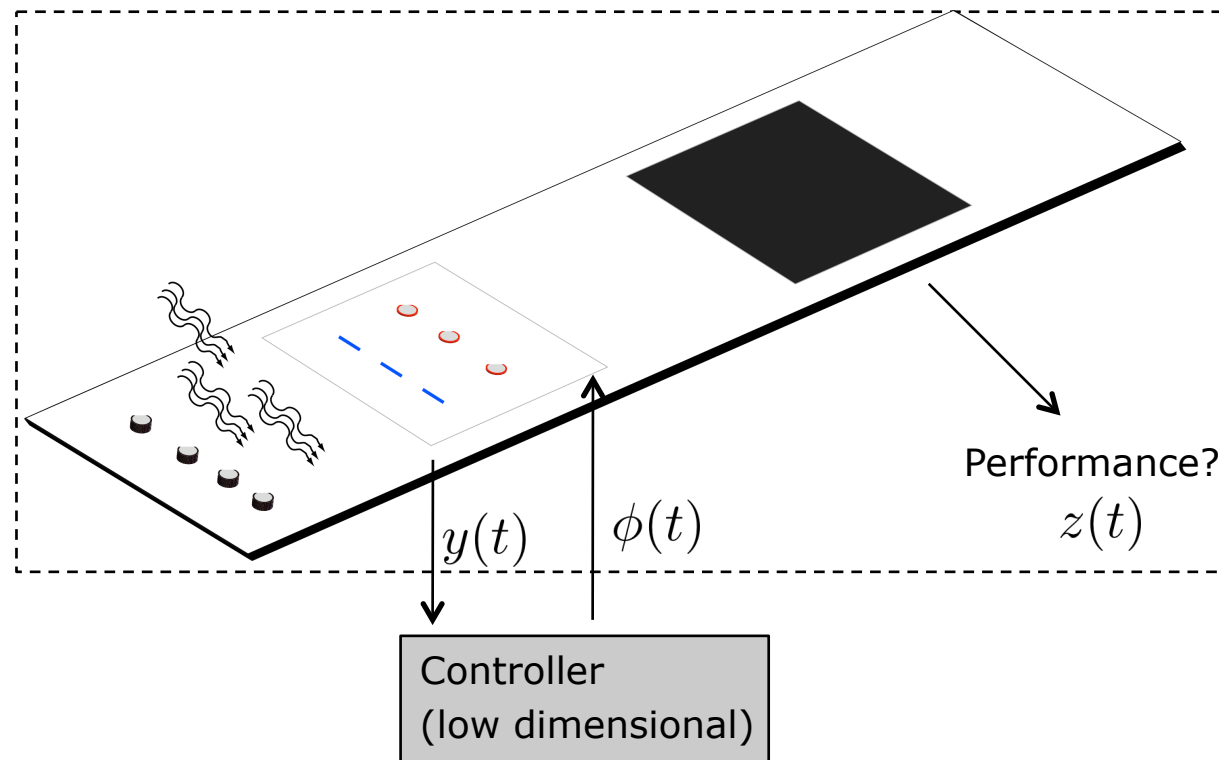 Performance?
z(t)
y(t)
ϕ(t)
Controller
(low dimensional)